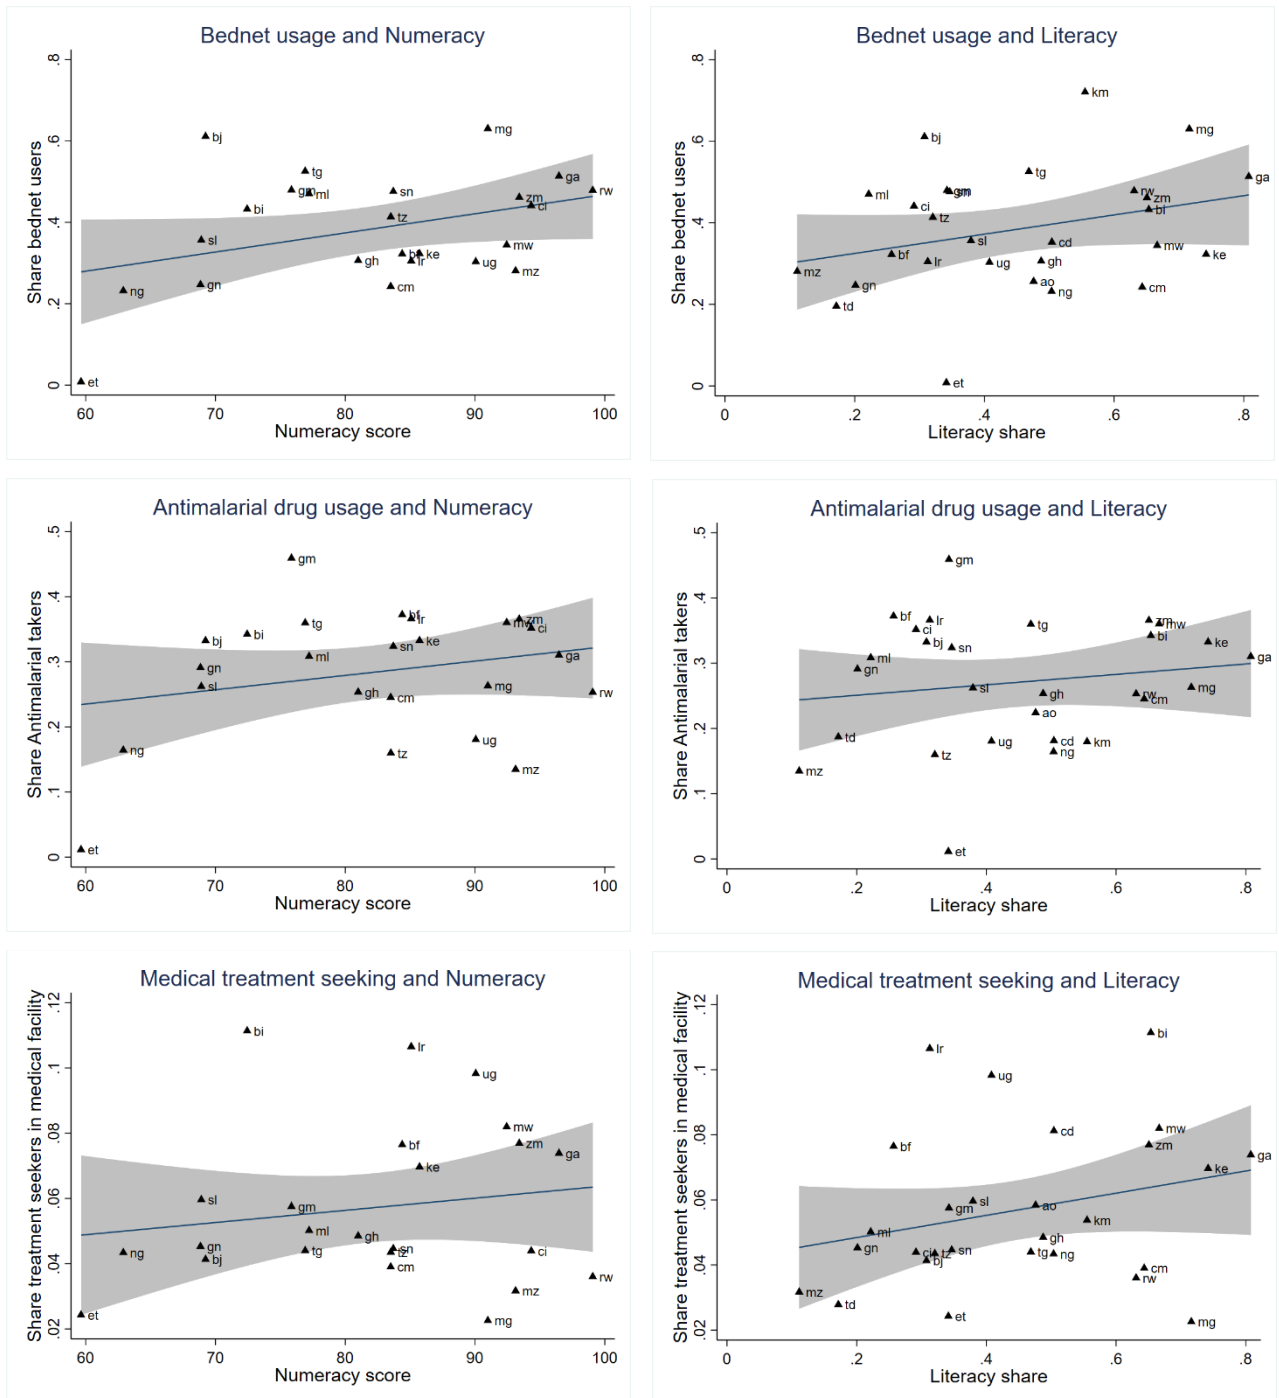 Bednet usage and Numeracy
Share bednet users
.8
.6
.4
.2
0
mg
bj
tg
ga
gm
ml
sn
rw
zm
ci
bi
tz
sl
mw
bf
ke
gh
lr
ug
mz
gn
cm
ng
et
60 70 80 90 100
Numeracy score
Bednet usage and Literacy
Share bednet users
.8
.6
.4
.2
0
km
mg
bj
tg
ga
gm
sn
rw
ml
zm
ci
bi
tz
sl
cd
mw
bf
ke
lr
ug
gh
mz
ao
gn
cm
ng
td
et
0 .2 .4 .6 .8
Literacy share
Antimalarial drug usage and Numeracy
Share Antimalarial takers
.5
.4
.3
.2
.1
0
gm
bf
lr
zm
tg
mw
ci
bi
bj
ke
sn
ga
ml
gn
sl
mg
gh
rw
cm
ug
ng
tz
mz
et
60 70 80 90 100
Numeracy score
Antimalarial drug usage and Literacy
Share Antimalarial takers
.5
.4
.3
.2
.1
0
gm
bf
lr
zm
tg
mw
ci
bi
bj
ke
sn
ga
ml
gn
sl
mg
gh
rw
cm
ao
td
ug
cd
km
ng
tz
mz
et
0 .2 .4 .6 .8
Literacy share
Medical treatment seeking and Numeracy
Share treatment seekers in medical facility
.12
.1
.08
.06
.04
.02
bi
lr
ug
mw
bf
zm
ga
ke
sl
gm
ml
gh
gn
sn
tg
tz
ci
ng
bj
cm
rw
mz
et
mg
60 70 80 90 100
Numeracy score
Medical treatment seeking and Literacy
Share treatment seekers in medical facility
.12
.1
.08
.06
.04
.02
bi
lr
ug
mw
cd
bf
zm
ga
ke
sl
ao
gm
km
ml
gh
gn
sn
ci
tz
tg
ng
bj
cm
rw
mz
td
et
mg
0 .2 .4 .6 .8
Literacy share